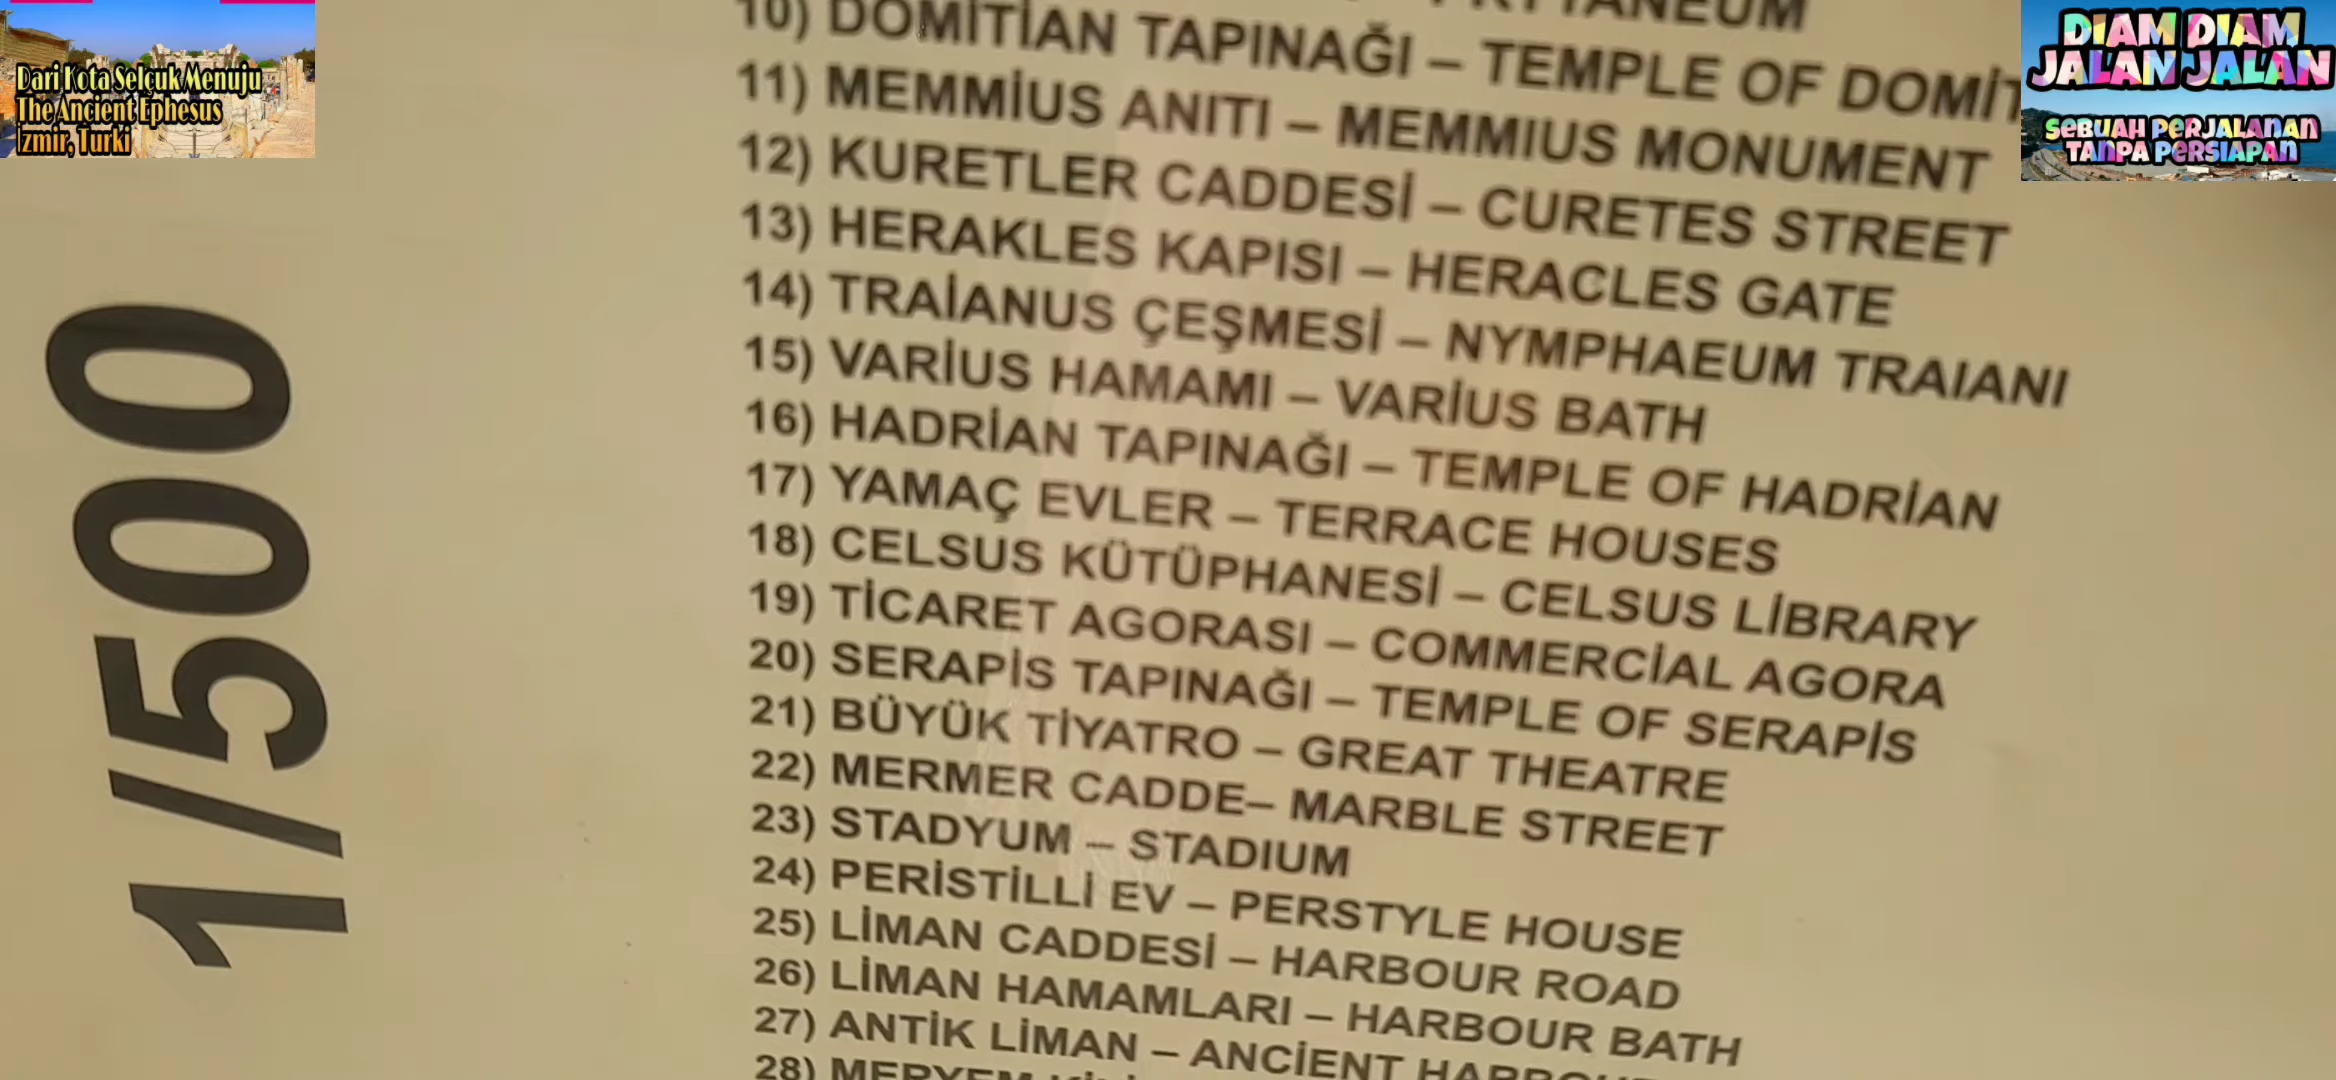 Dari Kota Selçuk Menuju
The Ancient Ephesus
İzmir, Turki
DIAM DIAM
JALAN JALAN
SEBUAH PERJALANAN
TANPA PERSIAPAN
1/500
10) DOMİTİAN TAPINAĞI – TEMPLE OF
11) MEMMİUS ANITI – MEMMIUS MONUMENT
12) KURETLER CADDESİ – CURETES STREET
13) HERAKLES KAPISI – HERACLES GATE
14) TRAİANUS ÇEŞMESİ – NYMPHAEUM TRAIANI
15) VARİUS HAMAMI – VARİUS BATH
16) HADRİAN TAPINAĞI – TEMPLE OF HADRİAN
17) YAMAÇ EVLER – TERRACE HOUSES
18) CELSUS KÜTÜPHANESİ – CELSUS LİBRARY
19) TİCARET AGORASI – COMMERCİAL AGORA
20) SERAPİS TAPINAĞI – TEMPLE OF SERAPİS
21) BÜYÜK TİYATRO – GREAT THEATRE
22) MERMER CADDE– MARBLE STREET
23) STADYUM – STADIUM
24) PERİSTİLLİ EV – PERSTYLE HOUSE
25) LİMAN CADDESİ – HARBOUR ROAD
26) LİMAN HAMAMLARI – HARBOUR BATH
27) ANTİK LİMAN – ANCİENT
28) MERYEM